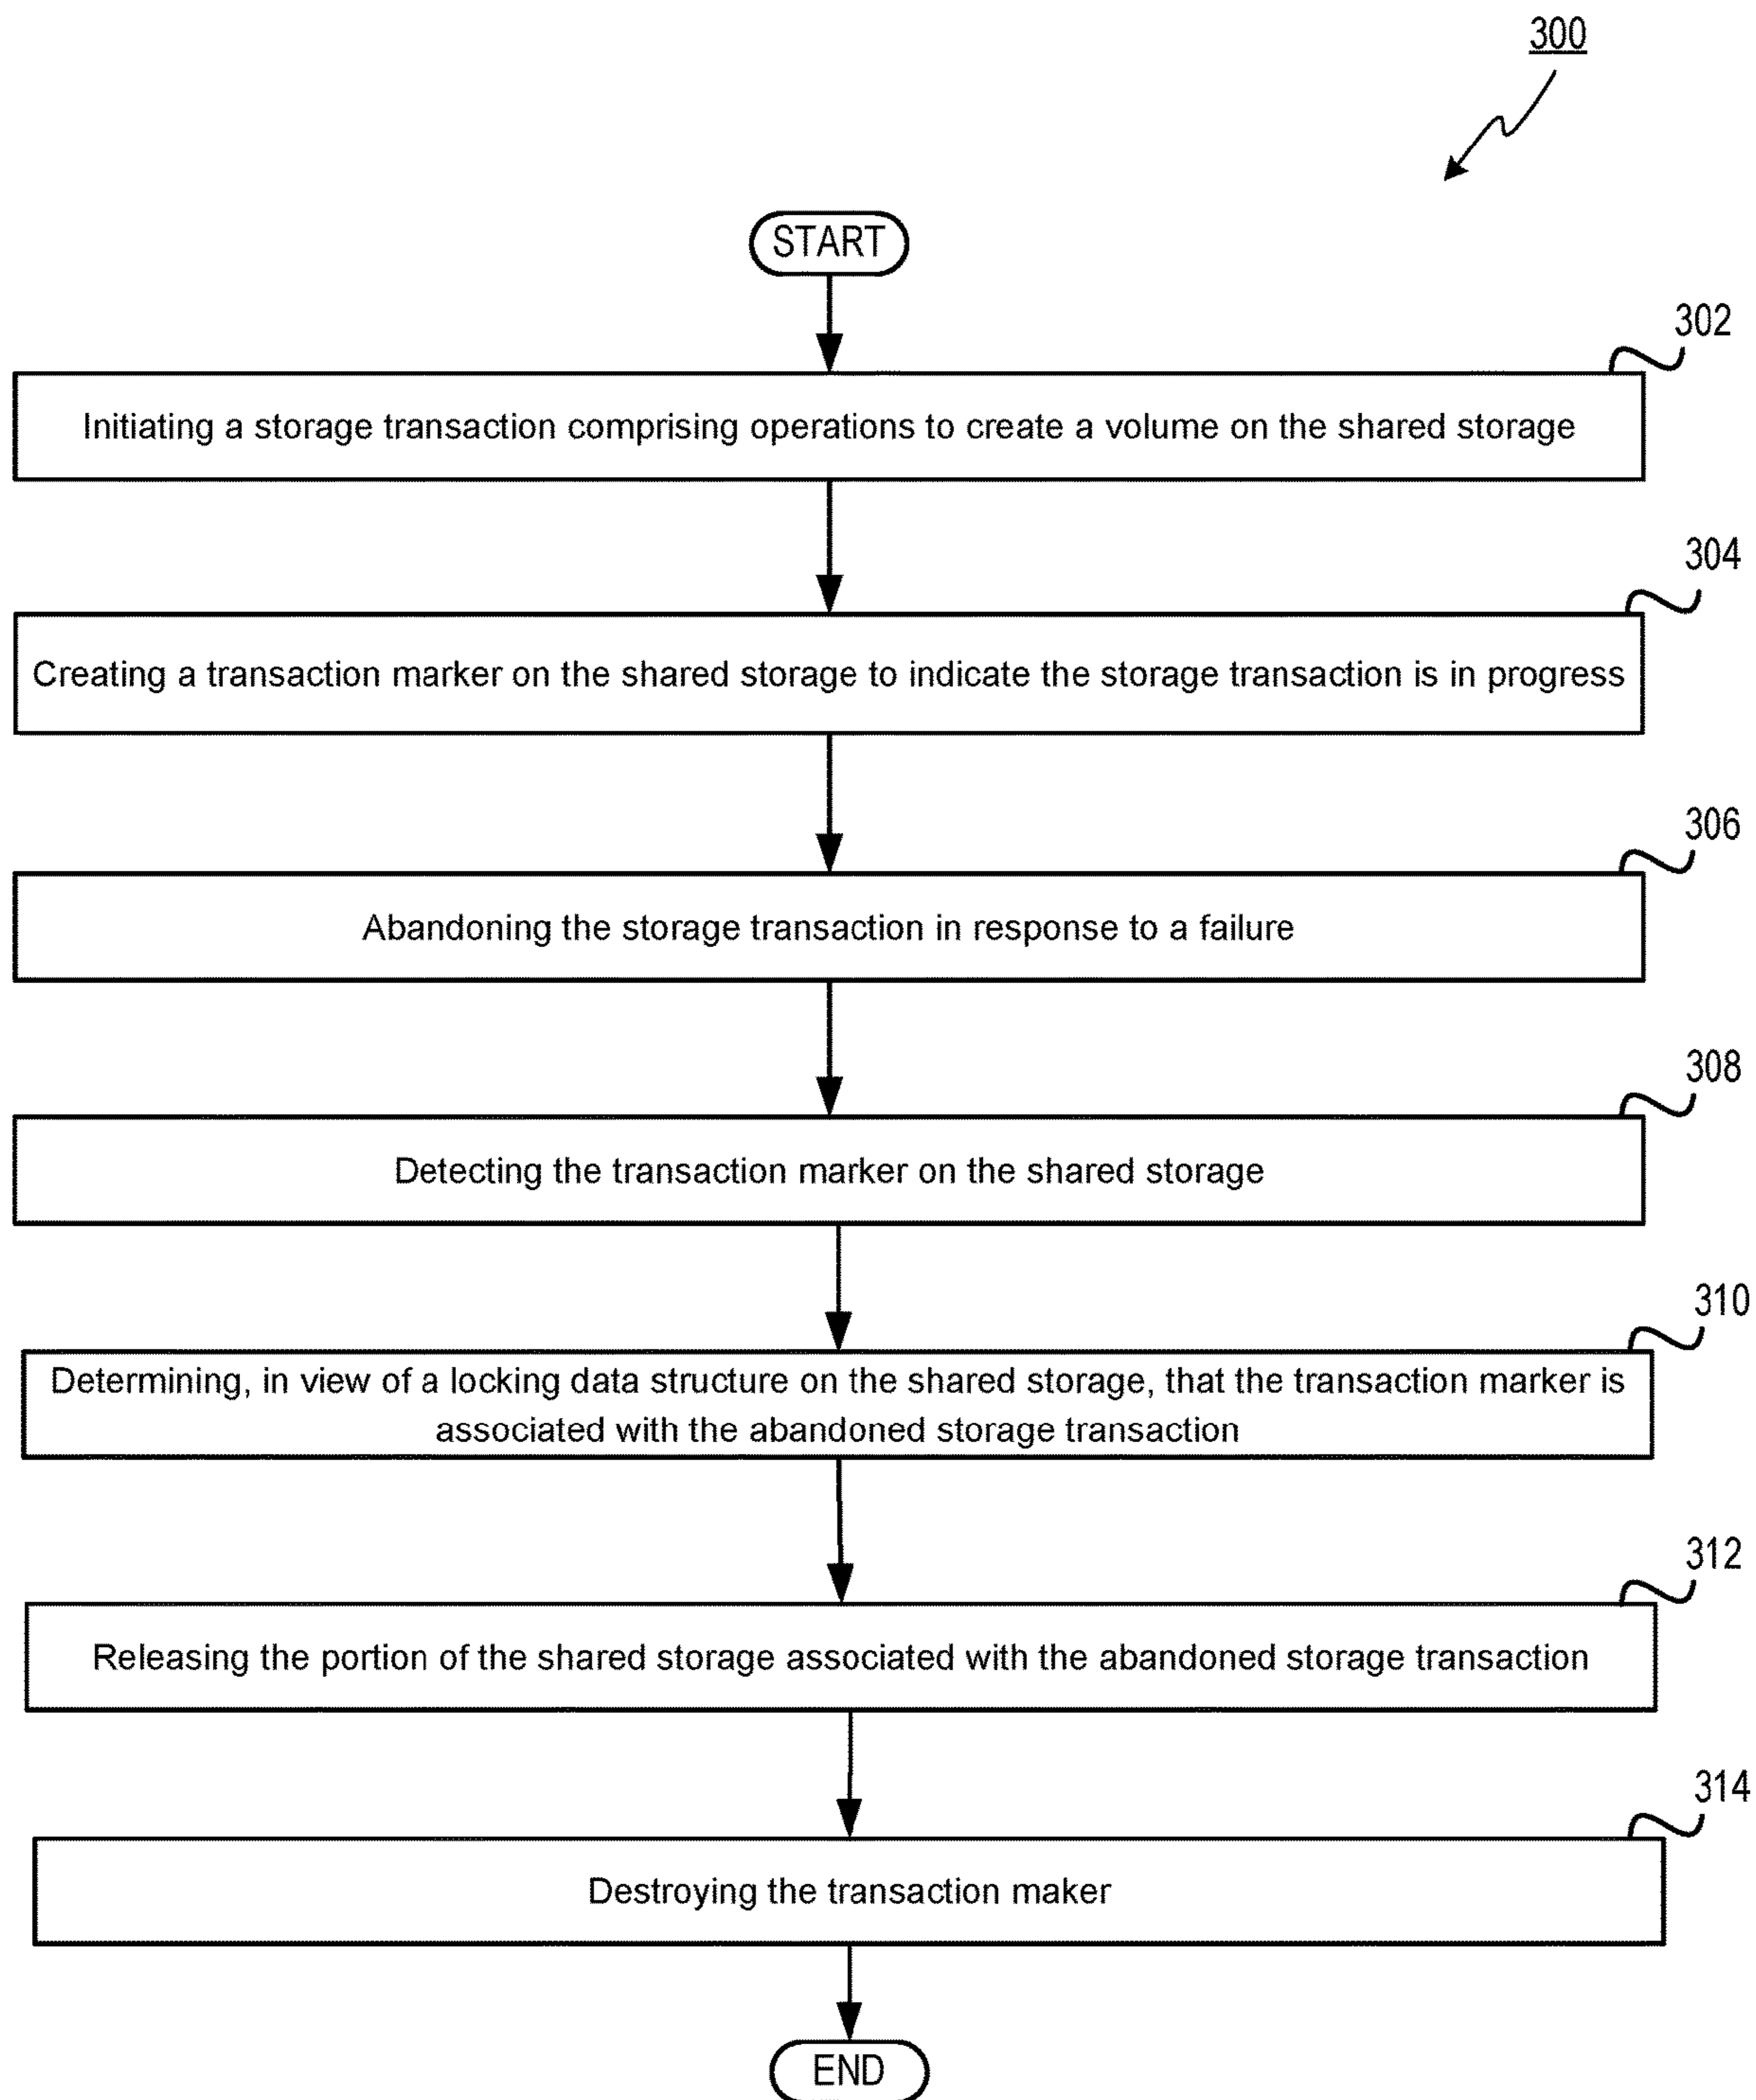 300
START
302
Initiating a storage transaction comprising operations to create a volume on the shared storage
304
Creating a transaction marker on the shared storage to indicate the storage transaction is in progress
306
Abandoning the storage transaction in response to a failure
308
Detecting the transaction marker on the shared storage
310
Determining, in view of a locking data structure on the shared storage, that the transaction marker is
associated with the abandoned storage transaction
312
Releasing the portion of the shared storage associated with the abandoned storage transaction
314
Destroying the transaction maker
END